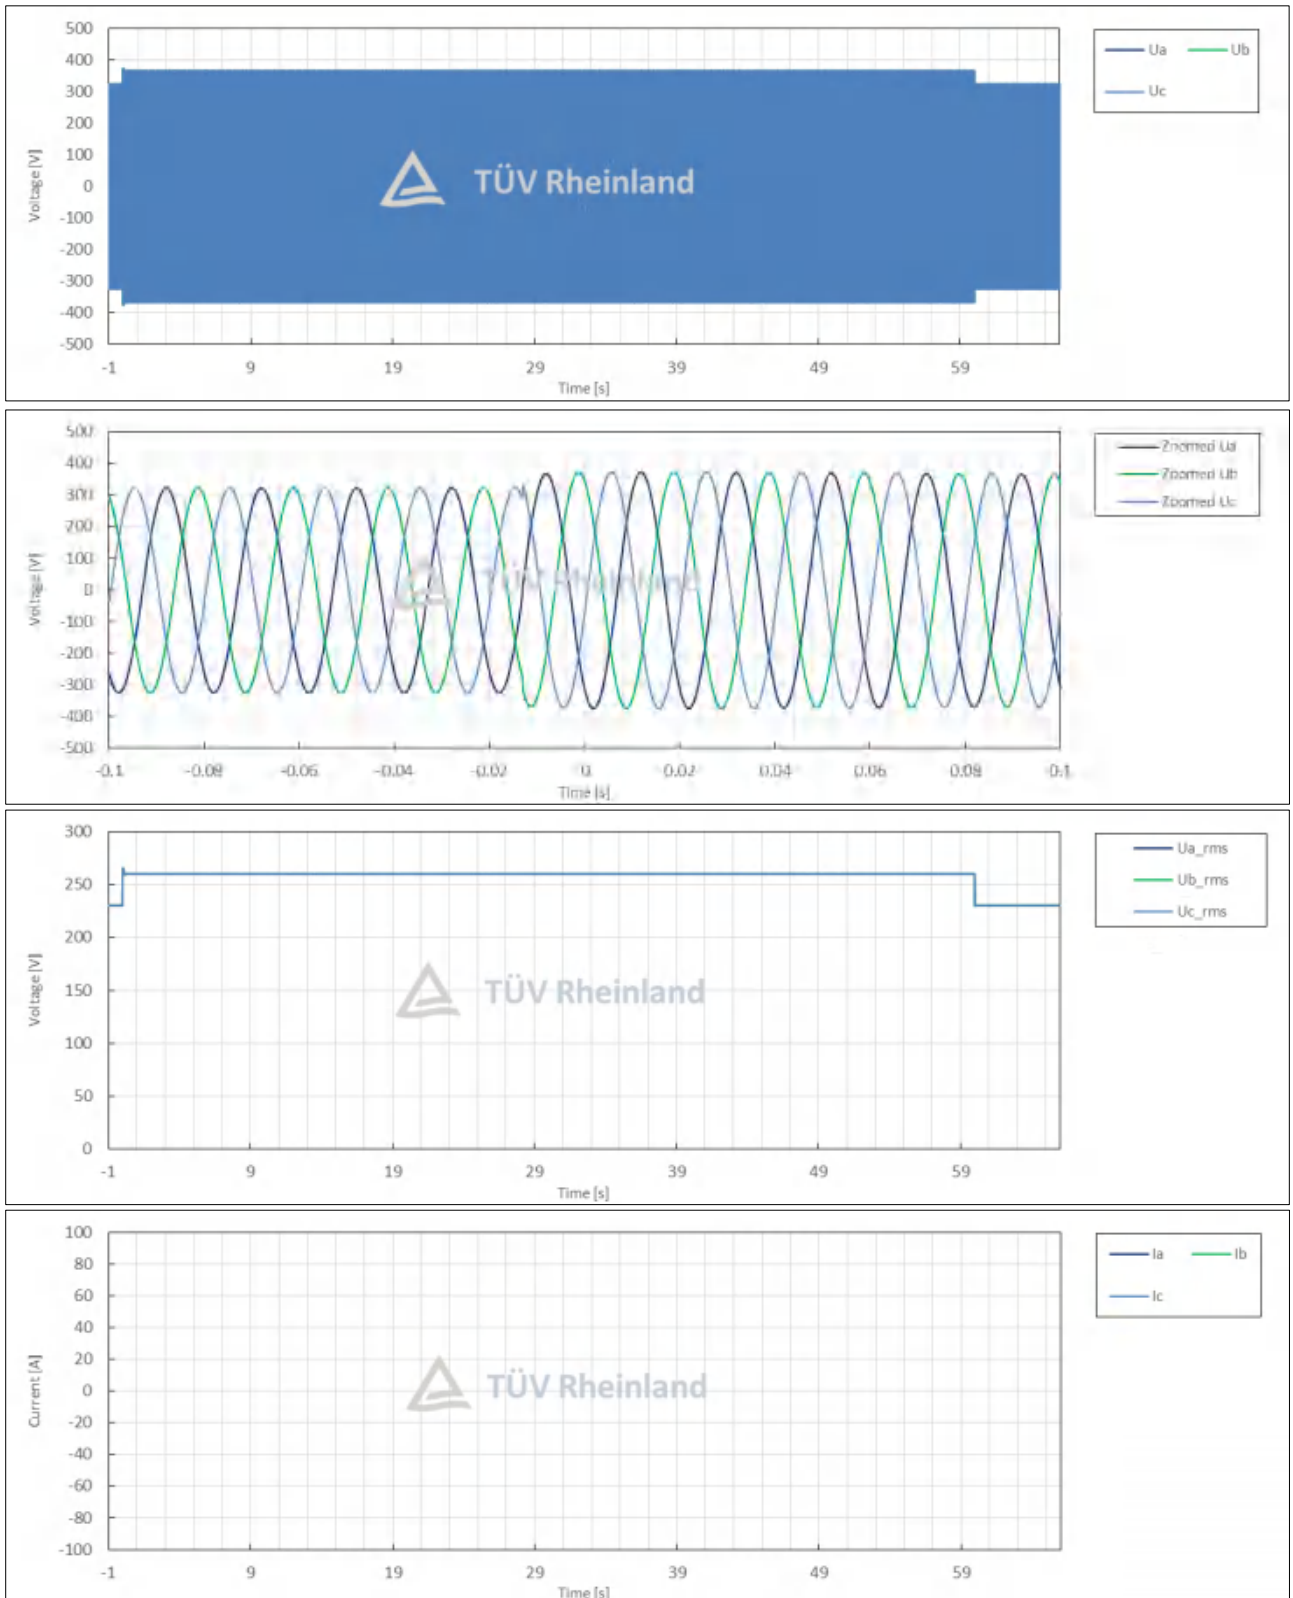 500
400
300
200
100
0
-100
-200
-300
-400
-500
Voltage [V]
-1 9 19 29 39 49 59
Time [s]
Ua Ub
Uc
TÜV Rheinland
500
400
300
200
100
0
-100
-200
-300
-400
-500
Voltage [V]
-0.1 -0.08 -0.06 -0.04 -0.02 0 0.02 0.04 0.06 0.08 0.1
Time [s]
Zoomed Ua
Zoomed Ub
Zoomed Uc
TÜV Rheinland
300
250
200
150
100
50
0
Voltage [V]
-1 9 19 29 39 49 59
Time [s]
Ua_rms
Ub_rms
Uc_rms
TÜV Rheinland
100
80
60
40
20
0
-20
-40
-60
-80
-100
Current [A]
-1 9 19 29 39 49 59
Time [s]
Ia Ib
Ic
TÜV Rheinland